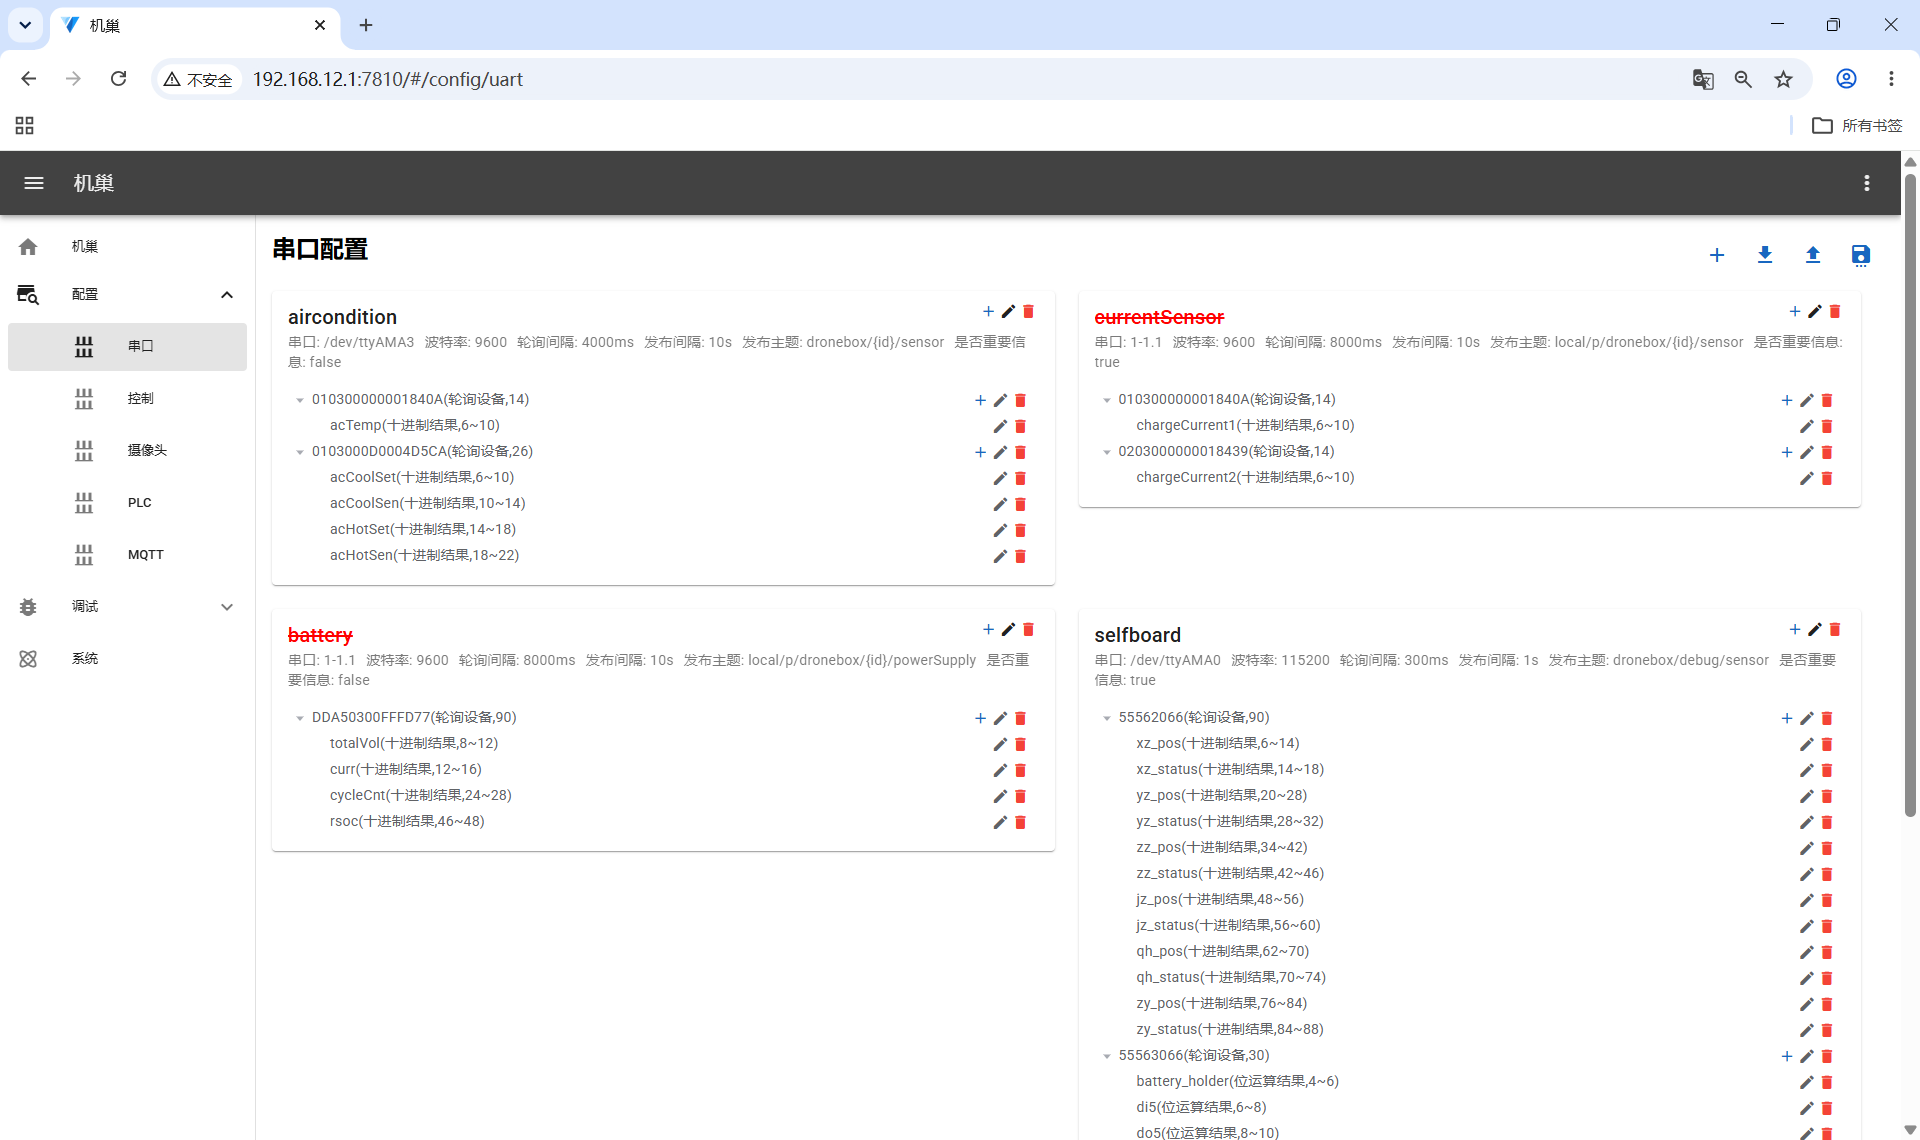 机巢
不安全
192.168.12.1:7810/#/config/uart
所有书签
机巢
机巢
配置
串口
控制
摄像头
PLC
MQTT
调试
系统
串口配置
aircondition
串口: /dev/ttyAMA3 波特率: 9600 轮询间隔: 4000ms 发布间隔: 10s 发布主题: dronebox/{id}/sensor 是否重要信
息: false
010300000001840A(轮询设备,14)
acTemp(十进制结果,6~10)
0103000D0004D5CA(轮询设备,26)
acCoolSet(十进制结果,6~10)
acCoolSen(十进制结果,10~14)
acHotSet(十进制结果,14~18)
acHotSen(十进制结果,18~22)
currentSensor
串口: 1-1.1 波特率: 9600 轮询间隔: 8000ms 发布间隔: 10s 发布主题: local/p/dronebox/{id}/sensor 是否重要信息:
true
010300000001840A(轮询设备,14)
chargeCurrent1(十进制结果,6~10)
0203000000018439(轮询设备,14)
chargeCurrent2(十进制结果,6~10)
battery
串口: 1-1.1 波特率: 9600 轮询间隔: 8000ms 发布间隔: 10s 发布主题: local/p/dronebox/{id}/powerSupply 是否重
要信息: false
DDA50300FFFD77(轮询设备,90)
totalVol(十进制结果,8~12)
curr(十进制结果,12~16)
cycleCnt(十进制结果,24~28)
rsoc(十进制结果,46~48)
selfboard
串口: /dev/ttyAMA0 波特率: 115200 轮询间隔: 300ms 发布间隔: 1s 发布主题: dronebox/debug/sensor 是否重要
信息: true
55562066(轮询设备,90)
xz_pos(十进制结果,6~14)
xz_status(十进制结果,14~18)
yz_pos(十进制结果,20~28)
yz_status(十进制结果,28~32)
zz_pos(十进制结果,34~42)
zz_status(十进制结果,42~46)
jz_pos(十进制结果,48~56)
jz_status(十进制结果,56~60)
qh_pos(十进制结果,62~70)
qh_status(十进制结果,70~74)
zy_pos(十进制结果,76~84)
zy_status(十进制结果,84~88)
55563066(轮询设备,30)
battery_holder(位运算结果,4~6)
di5(位运算结果,6~8)
do5(位运算结果,8~10)